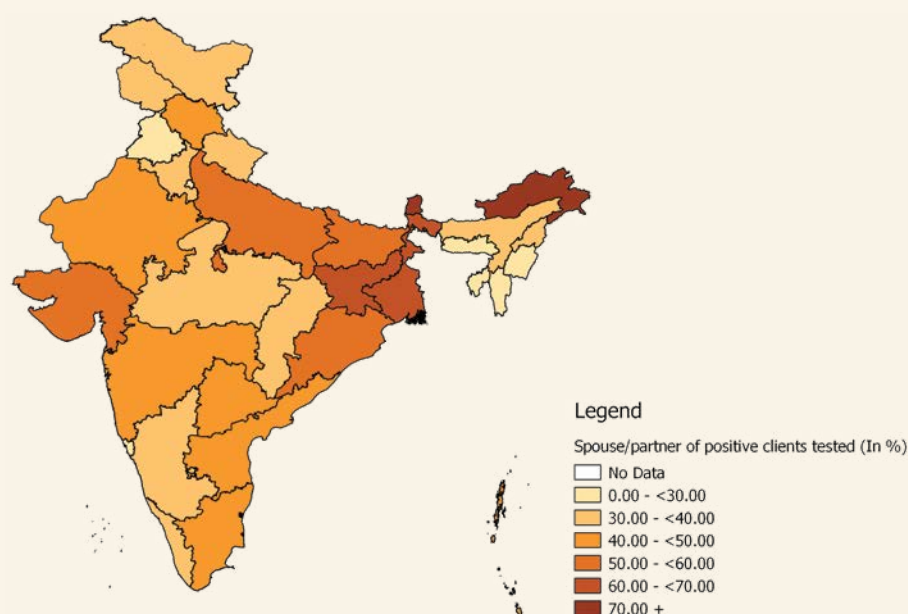 Legend
Spouse/partner of positive clients tested (In %)
No Data
0.00 - <30.00
30.00 - <40.00
40.00 - <50.00
50.00 - <60.00
60.00 - <70.00
70.00 +